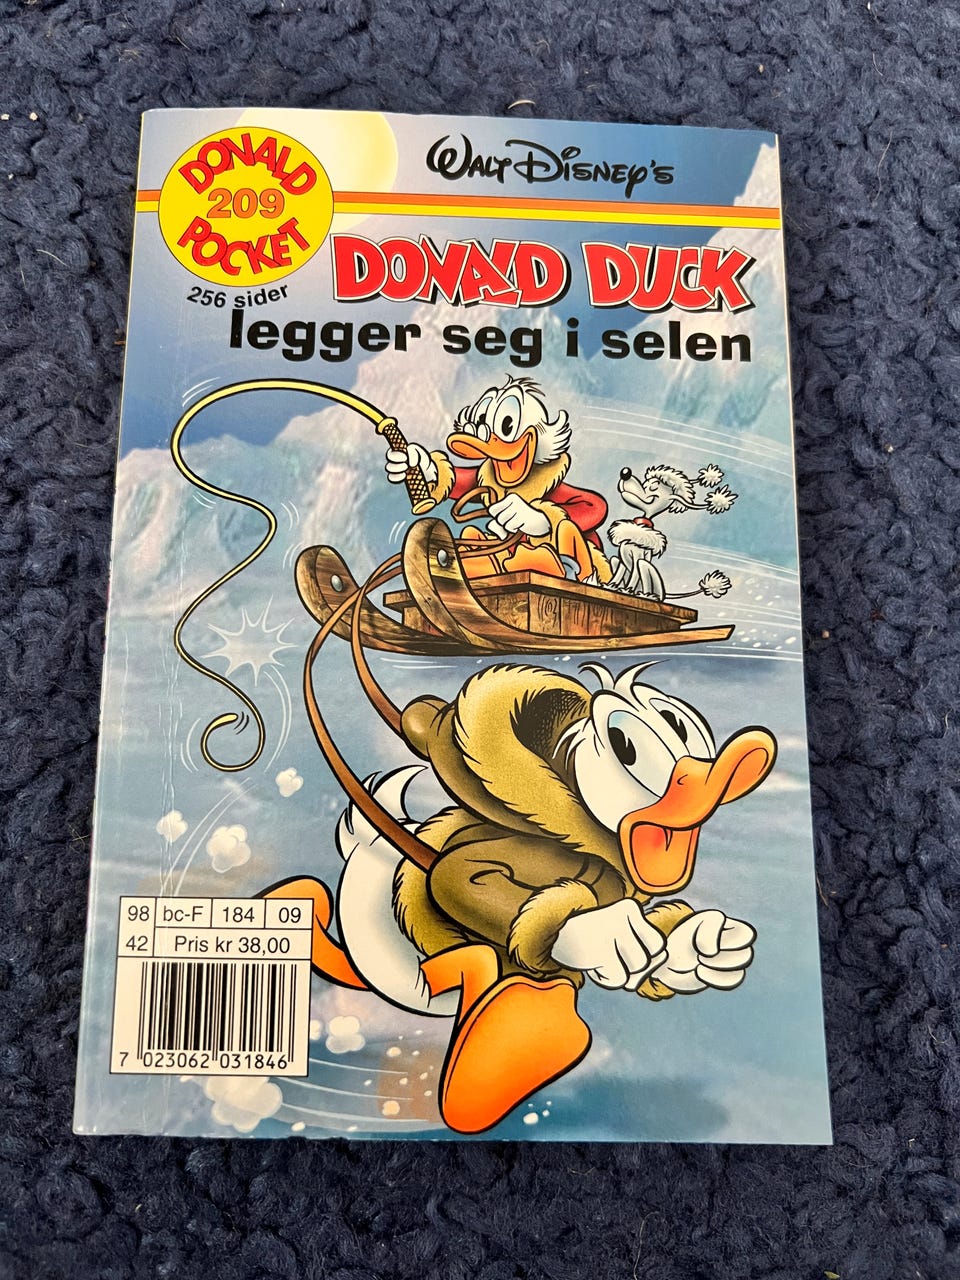 DONALD
209
POCKET
256 sider
WALT DISNEY'S
DONALD DUCK
legger seg i selen
98 bc-F 184 09
42 Pris kr 38,00
7 023062 031846